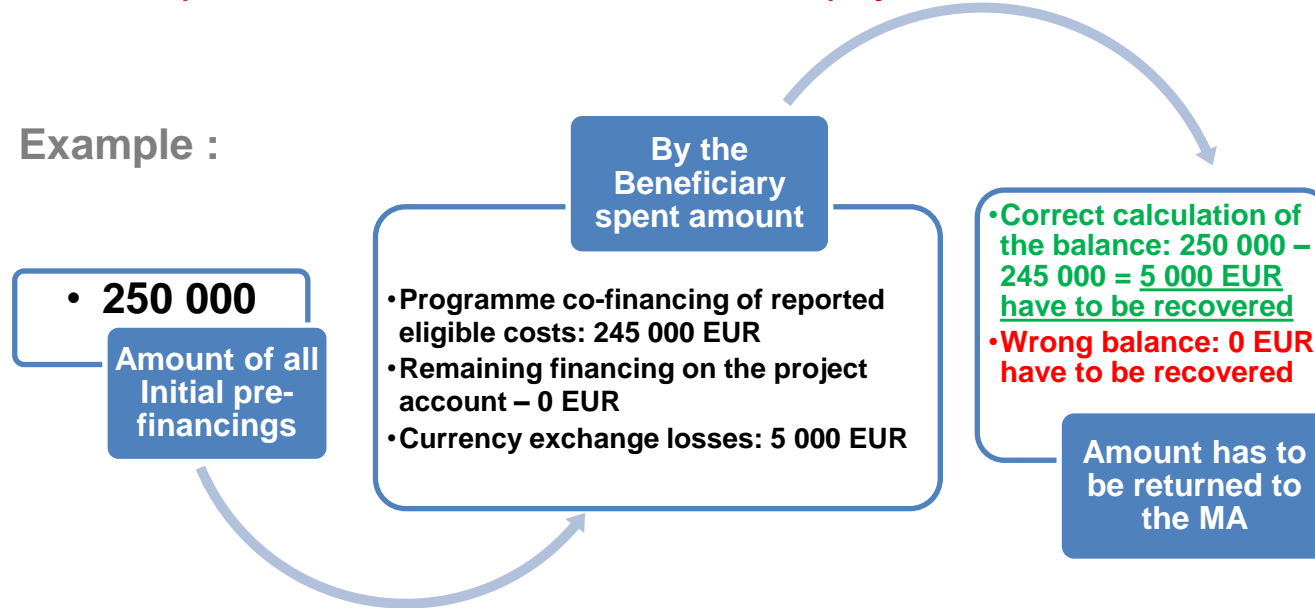 Example :
• 250 000
Amount of all
Initial pre-
financings
By the
Beneficiary
spent amount
•Programme co-financing of reported
eligible costs: 245 000 EUR
•Remaining financing on the project
account – 0 EUR
•Currency exchange losses: 5 000 EUR
•Correct calculation of
the balance: 250 000 –
245 000 = 5 000 EUR
have to be recovered
•Wrong balance: 0 EUR
have to be recovered
Amount has to
be returned to
the MA